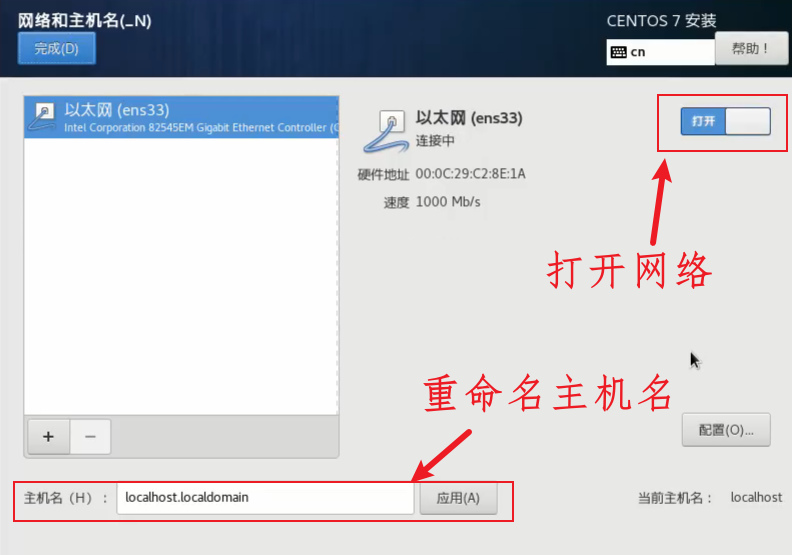 网络和主机名(_N)
CENTOS 7 安装
完成(D)
cn
帮助！
以太网 (ens33)
Intel Corporation 82545EM Gigabit Ethernet Controller (C
以太网 (ens33)
连接中
打开
硬件地址 00:0C:29:C2:8E:1A
速度 1000 Mb/s
打开网络
重命名主机名
+ −
配置(O)...
主机名（H）： localhost.localdomain 应用(A) 当前主机名： localhost